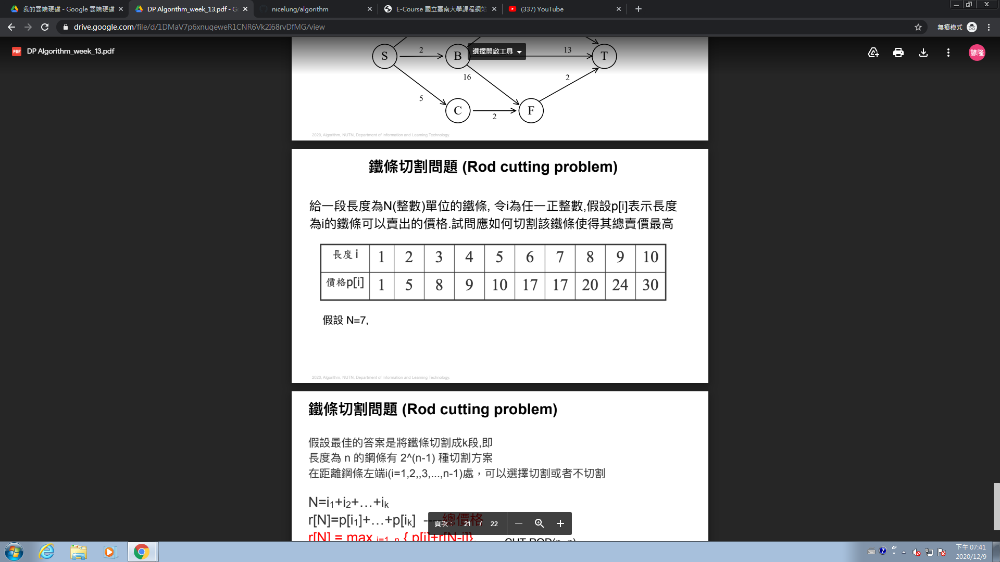 我的雲端硬碟 - Google 雲端硬碟
DP Algorithm_week_13.pdf - G
nicelung/algorithm
E-Course 國立臺南大學課程網站
(337) YouTube
drive.google.com/file/d/1DMaV7p6xnuqeweR1CNR6Vk2I68rvDfMG/view
無痕模式
PDF
DP Algorithm_week_13.pdf
諺隆
選擇開啟工具
S
2
B
13
T
16
2
5
C
2
F
2020, Algorithm, NUTN, Department of Information and Learning Technology.
鐵條切割問題 (Rod cutting problem)
給一段長度為N(整數)單位的鐵條, 令i為任一正整數,假設p[i]表示長度
為i的鐵條可以賣出的價格.試問應如何切割該鐵條使得其總賣價最高
長度 i 1 2 3 4 5 6 7 8 9 10
價格p[i] 1 5 8 9 10 17 17 20 24 30
假設 N=7,
2020, Algorithm, NUTN, Department of Information and Learning Technology.
鐵條切割問題 (Rod cutting problem)
假設最佳的答案是將鐵條切割成k段,即
長度為 n 的鋼條有 2^(n-1) 種切割方案
在距離鋼條左端i(i=1,2,,3,...,n-1)處，可以選擇切割或者不切割
N=i1+i2+…+ik
r[N]=p[i1]+…+p[ik] --- 總價格
頁次： 21 / 22
r[N] = max i=1..n { p[i]+r[N-i]},
下午 07:41
2020/12/9